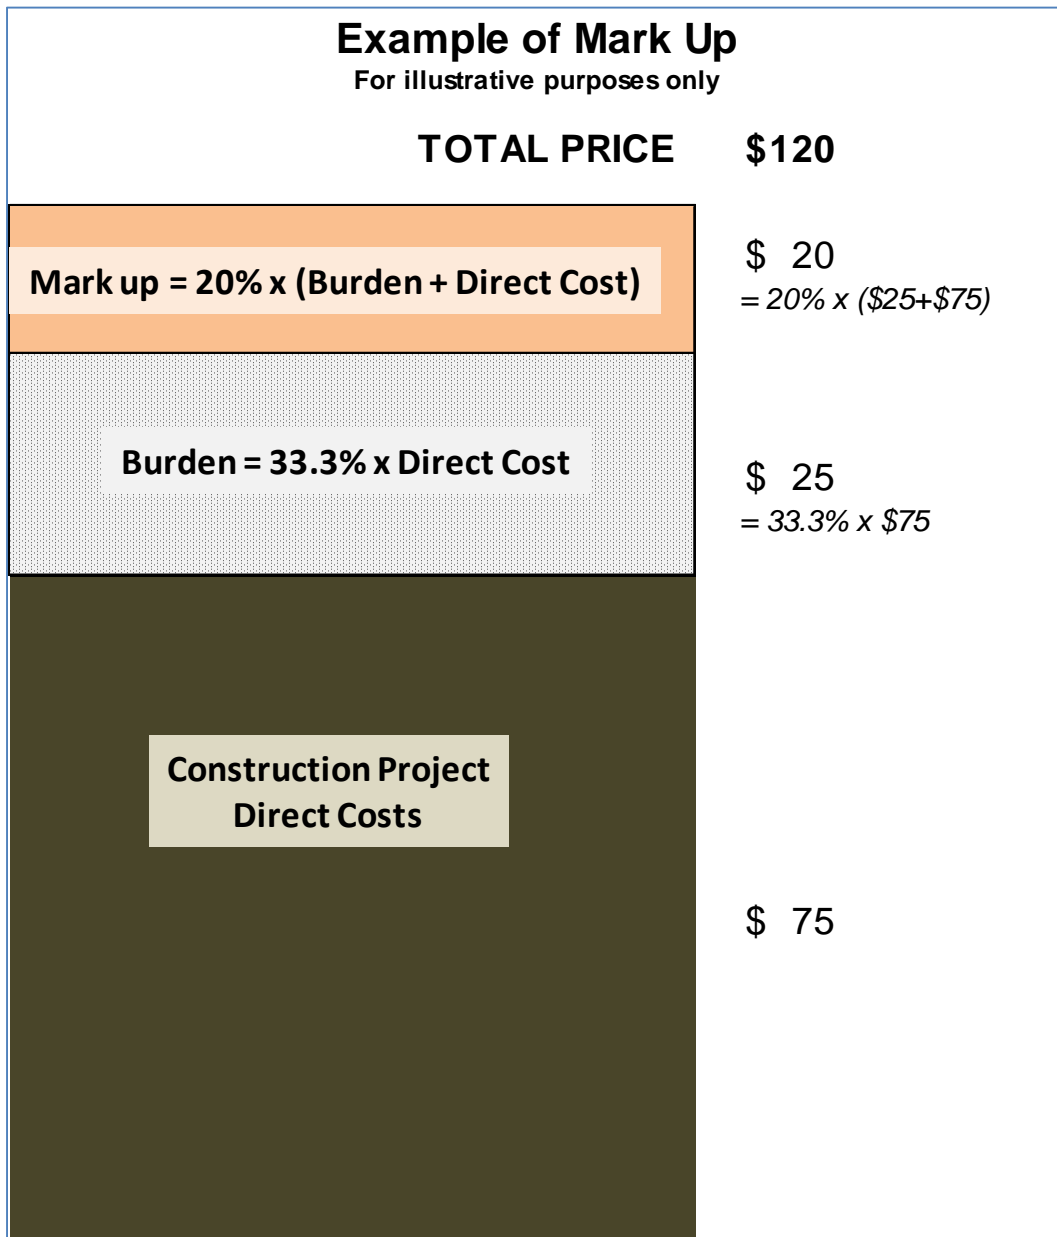 Example of Mark Up
For illustrative purposes only
TOTAL PRICE $120
Mark up = 20% x (Burden + Direct Cost)
$ 20
= 20% x ($25+$75)
Burden = 33.3% x Direct Cost
$ 25
= 33.3% x $75
Construction Project
Direct Costs
$ 75